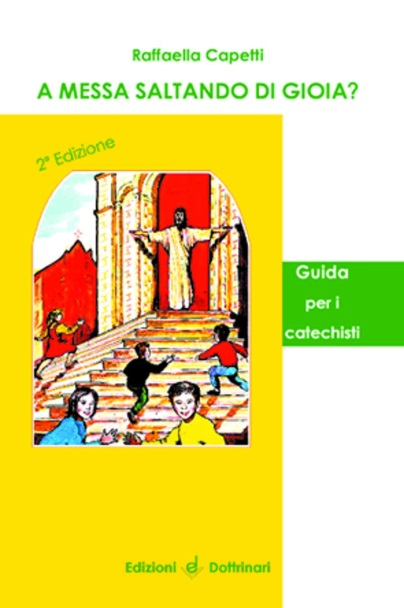 Raffaella Capetti
A MESSA SALTANDO DI GIOIA?
2ª Edizione
Guida
per i
catechisti
Edizioni Dottrinari